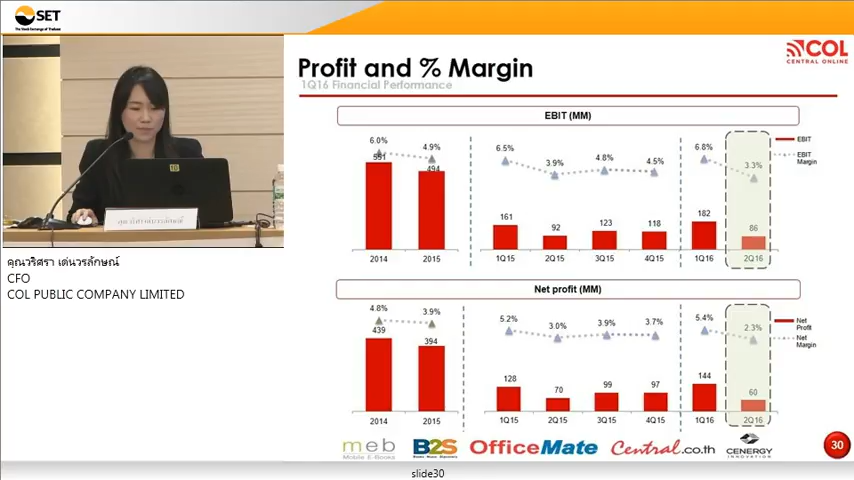 SET
The Stock Exchange of Thailand
COL
CENTRAL ONLINE
Profit and % Margin
1Q16 Financial Performance
EBIT (MM)
6.0%
4.9%
6.5%
3.9%
4.8%
4.5%
6.8%
3.3%
EBIT
EBIT Margin
551
494
161
92
123
118
182
86
2014
2015
1Q15
2Q15
3Q15
4Q15
1Q16
2Q16
Net profit (MM)
4.8%
3.9%
5.2%
3.0%
3.9%
3.7%
5.4%
2.3%
Net Profit
Net Margin
439
394
128
70
99
97
144
60
2014
2015
1Q15
2Q15
3Q15
4Q15
1Q16
2Q16
คุณวริศรา เด่นวรลักษณ์
CFO
COL PUBLIC COMPANY LIMITED
meb
Mobile E-Books
B2S
OfficeMate
Central.co.th
CENERGY
INNOVATION
30
slide30